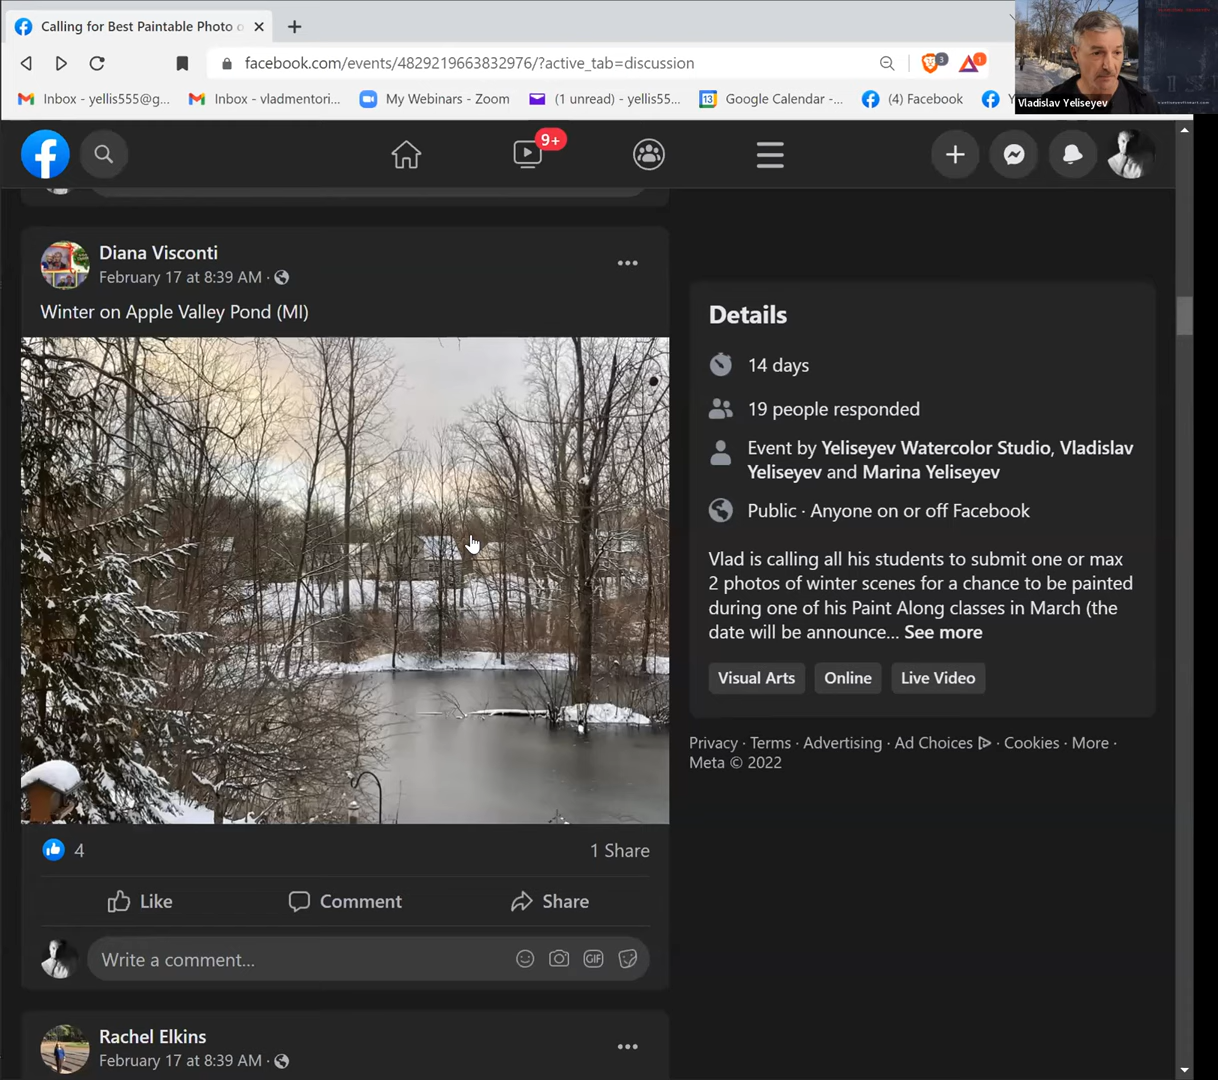 Calling for Best Paintable Photo o
facebook.com/events/4829219663832976/?active_tab=discussion
3
1
Inbox - yellis555@g...
Inbox - vladmentori...
My Webinars - Zoom
(1 unread) - yellis55...
13
Google Calendar -...
(4) Facebook
Vladislav Yeliseyev
9+
Diana Visconti
February 17 at 8:39 AM ·
Winter on Apple Valley Pond (MI)
4
1 Share
Like
Comment
Share
Write a comment...
GIF
Rachel Elkins
February 17 at 8:39 AM ·
Details
14 days
19 people responded
Event by Yeliseyev Watercolor Studio, Vladislav
Yeliseyev and Marina Yeliseyev
Public · Anyone on or off Facebook
Vlad is calling all his students to submit one or max
2 photos of winter scenes for a chance to be painted
during one of his Paint Along classes in March (the
date will be announce... See more
Visual Arts
Online
Live Video
Privacy · Terms · Advertising · Ad Choices · Cookies · More ·
Meta © 2022